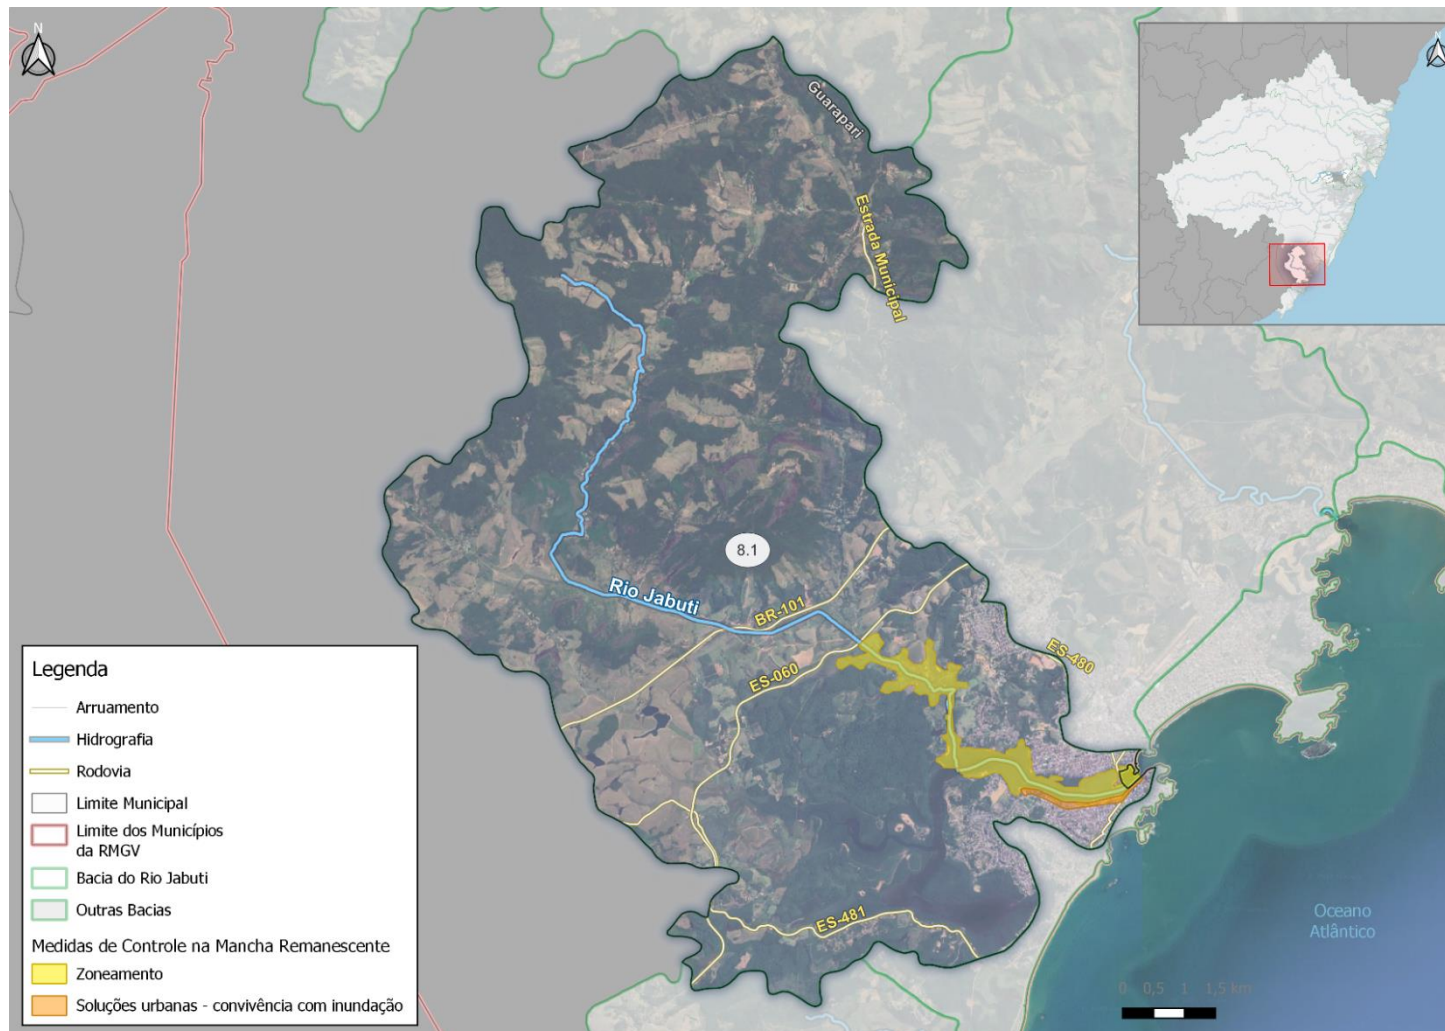 N
N
Guarapari
Estrada Municipal
8.1
Rio Jabuti
BR-101
ES-060
ES-480
ES-481
Oceano
Atlântico
0 0,5 1 1,5 km
Legenda
Arruamento
Hidrografia
Rodovia
Limite Municipal
Limite dos Municípios
da RMGV
Bacia do Rio Jabuti
Outras Bacias
Medidas de Controle na Mancha Remanescente
Zoneamento
Soluções urbanas - convivência com inundação